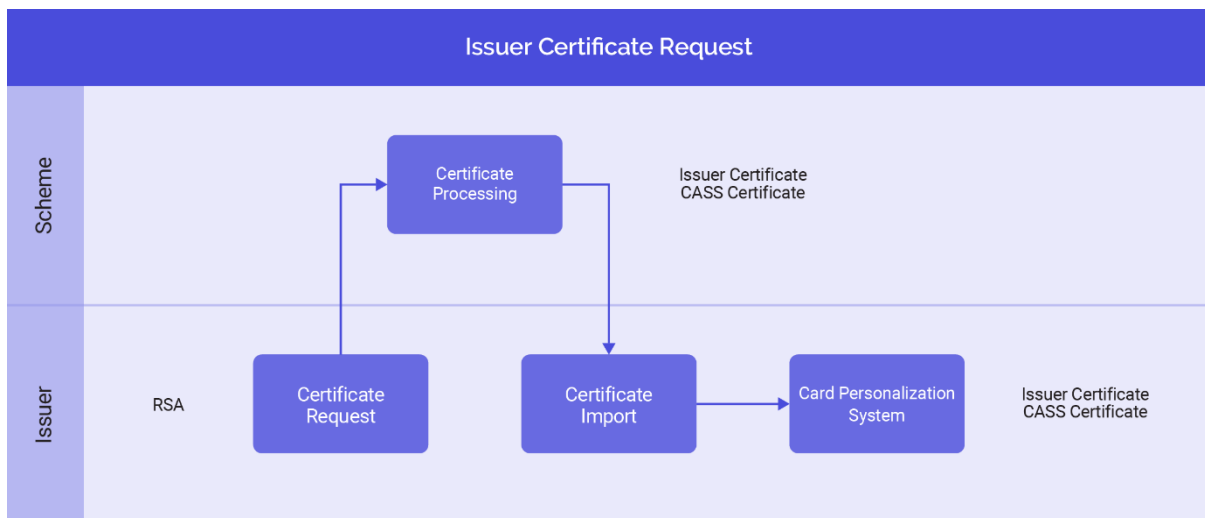 Issuer Certificate Request
Scheme
Certificate
Processing
Issuer Certificate
CASS Certificate
Issuer
RSA
Certificate
Request
Certificate
Import
Card Personalization
System
Issuer Certificate
CASS Certificate